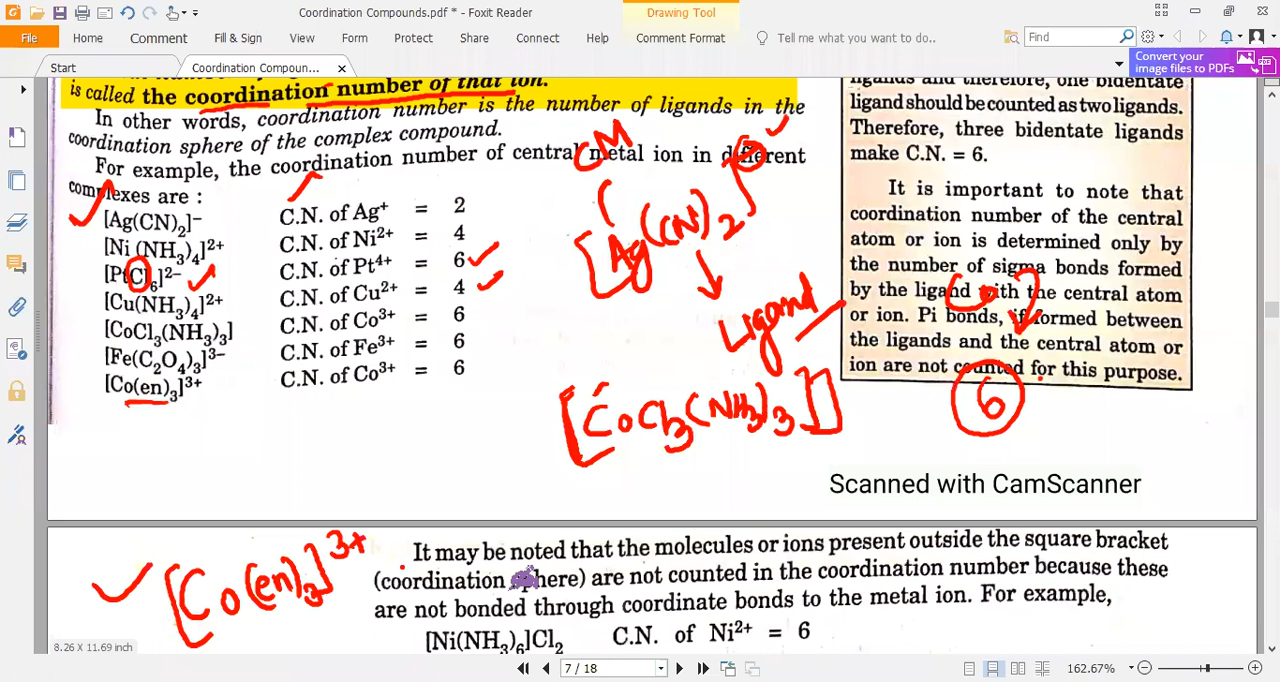 Coordination Compounds.pdf * - Foxit Reader
Drawing Tool
File Home Comment Fill & Sign View Form Protect Share Connect Help Comment Format Tell me what you want to do.. Find
Start Coordination Compoun... Convert your
image files to PDFs
is called the coordination number of that ion.
In other words, coordination number is the number of ligands in the
coordination sphere of the complex compound.
For example, the coordination number of central metal ion in different
complexes are :
[Ag(CN)2]– C.N. of Ag+ = 2
[Ni (NH3)4]2+ C.N. of Ni2+ = 4
[PtCl6]2– C.N. of Pt4+ = 6
[Cu(NH3)4]2+ C.N. of Cu2+ = 4
[CoCl3(NH3)3] C.N. of Co3+ = 6
[Fe(C2O4)3]3– C.N. of Fe3+ = 6
[Co(en)3]3+ C.N. of Co3+ = 6
CM
[Ag(CN)2]
Ligand
[CoCl3(NH3)3]
ligands and therefore, one bidentate
ligand should be counted as two ligands.
Therefore, three bidentate ligands
make C.N. = 6.
It is important to note that
coordination number of the central
atom or ion is determined only by
the number of sigma bonds formed
by the ligand with the central atom
or ion. Pi bonds, if formed between
the ligands and the central atom or
ion are not counted for this purpose.
6
Scanned with CamScanner
[Co(en)3]3+
It may be noted that the molecules or ions present outside the square bracket
(coordination sphere) are not counted in the coordination number because these
are not bonded through coordinate bonds to the metal ion. For example,
[Ni(NH3)6]Cl2 C.N. of Ni2+ = 6
8.26 x 11.69 inch
7 / 18
162.67%